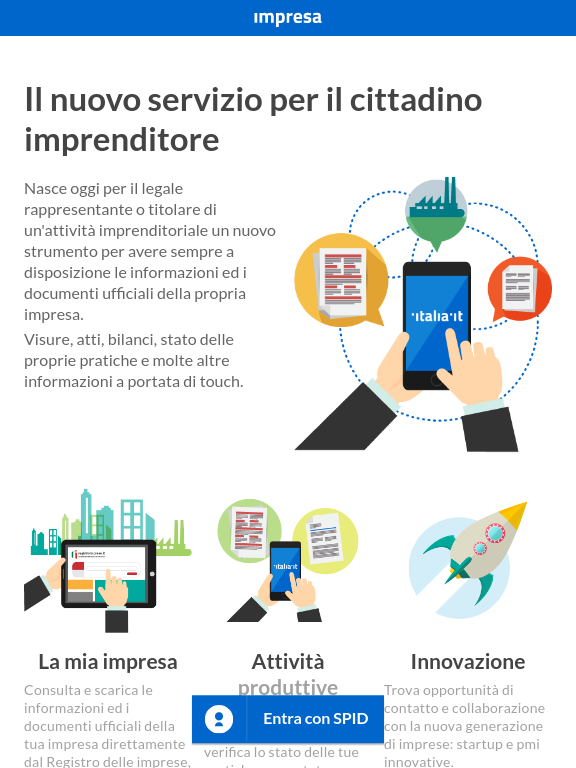 impresa
Il nuovo servizio per il cittadino
imprenditore
Nasce oggi per il legale
rappresentante o titolare di
un'attività imprenditoriale un nuovo
strumento per avere sempre a
disposizione le informazioni ed i
documenti ufficiali della propria
impresa.
Visure, atti, bilanci, stato delle
proprie pratiche e molte altre
informazioni a portata di touch.
italiait
registroimprese.it
italiait
La mia impresa
Consulta e scarica le
informazioni ed i
documenti ufficiali della
tua impresa direttamente
dal Registro delle imprese,
Attività
produttive
verifica lo stato delle tue
Innovazione
Trova opportunità di
contatto e collaborazione
con la nuova generazione
di imprese: startup e pmi
innovative.
Entra con SPID